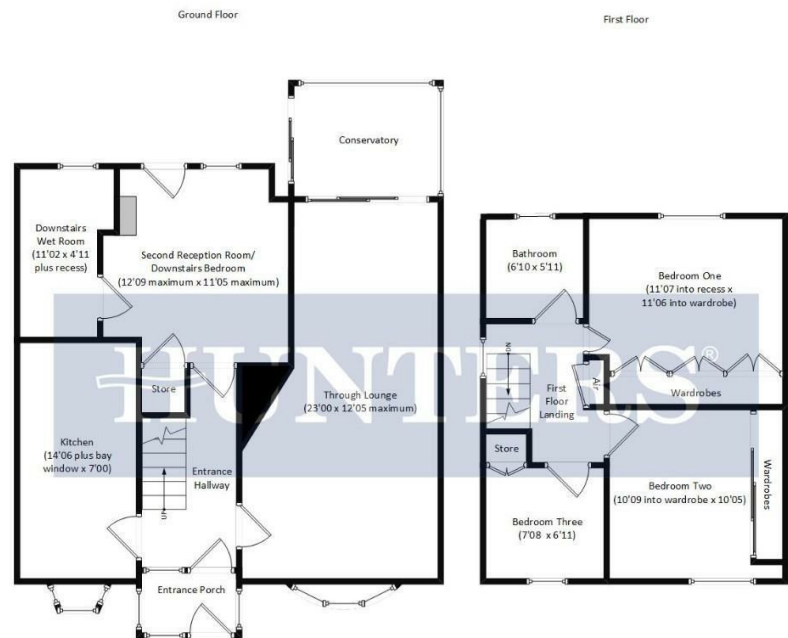 Ground Floor
First Floor
Conservatory
Downstairs
Wet Room
(11'02 x 4'11
plus recess)
Second Reception Room/
Downstairs Bedroom
(12'09 maximum x 11'05 maximum)
Store
Kitchen
(14'06 plus bay
window x 7'00)
Entrance
Hallway
UP
Through Lounge
(23'00 x 12'05 maximum)
Entrance Porch
Bathroom
(6'10 x 5'11)
Bedroom One
(11'07 into recess x
11'06 into wardrobe)
Wardrobes
Air
DN
First
Floor
Landing
Store
Bedroom Two
(10'09 into wardrobe x 10'05)
Wardrobes
Bedroom Three
(7'08 x 6'11)
HUNTERS®